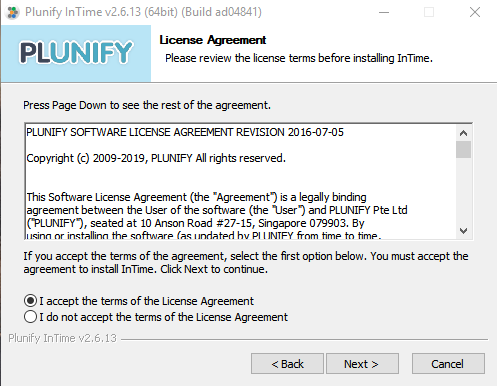 Plunify InTime v2.6.13 (64bit) (Build ad04841)
PLUNIFY
License Agreement
Please review the license terms before installing InTime.
Press Page Down to see the rest of the agreement.
PLUNIFY SOFTWARE LICENSE AGREEMENT REVISION 2016-07-05
Copyright (c) 2009-2019, PLUNIFY All rights reserved.
This Software License Agreement (the "Agreement") is a legally binding
agreement between the User of the software (the "User") and PLUNIFY Pte Ltd
("PLUNIFY"), seated at 10 Anson Road #27-15, Singapore 079903. By
using or installing the software (as updated by PLUNIFY from time to time,
If you accept the terms of the agreement, select the first option below. You must accept the
agreement to install InTime. Click Next to continue.
I accept the terms of the License Agreement
I do not accept the terms of the License Agreement
Plunify InTime v2.6.13
< Back
Next >
Cancel